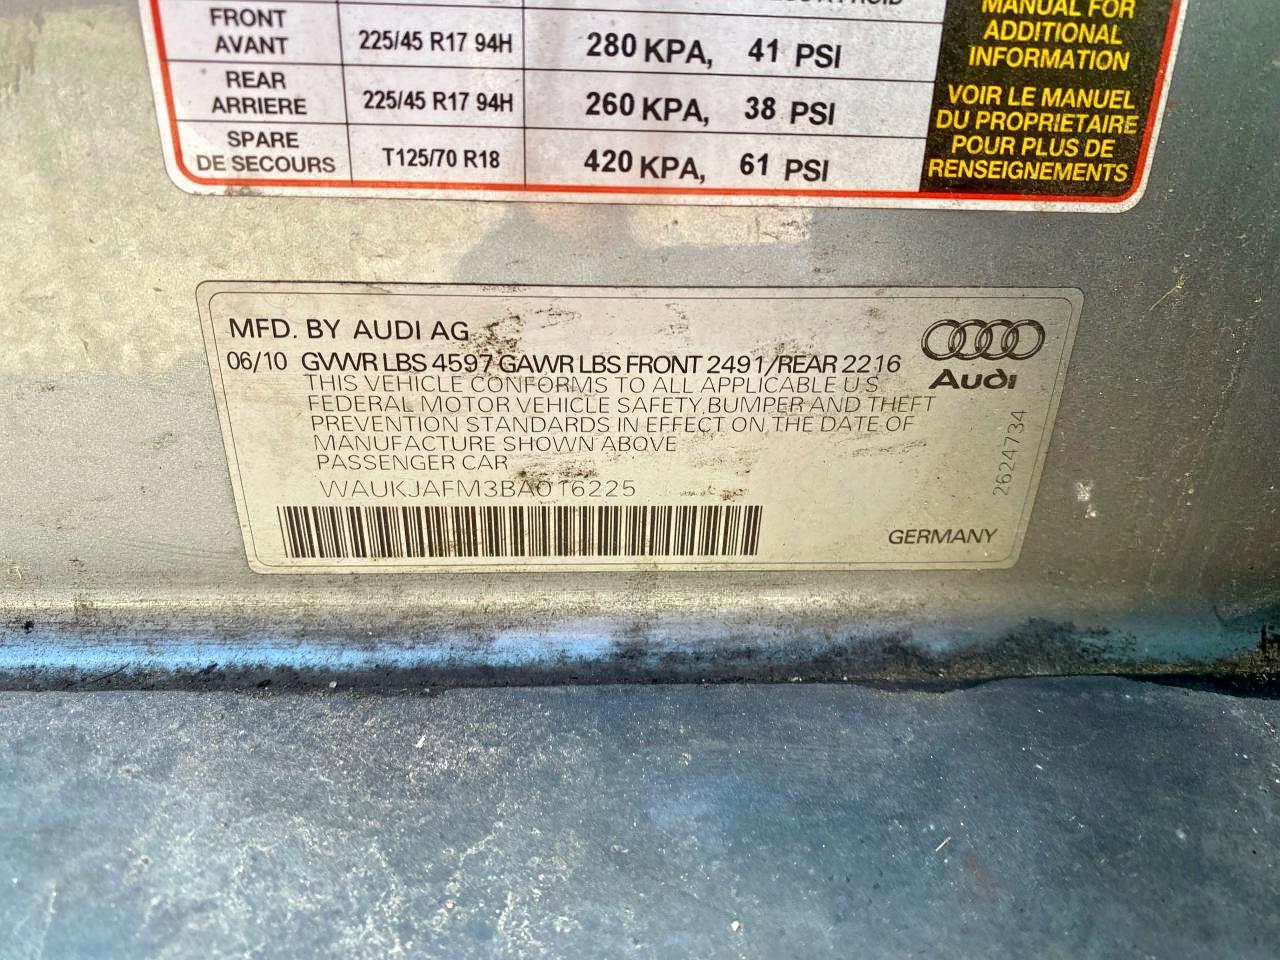 MANUAL FOR
ADDITIONAL
INFORMATION
VOIR LE MANUEL
DU PROPRIETAIRE
POUR PLUS DE
RENSEIGNEMENTS
FRONT
AVANT 225/45 R17 94H 280 KPA, 41 PSI
REAR
ARRIERE 225/45 R17 94H 260 KPA, 38 PSI
SPARE
DE SECOURS T125/70 R18 420 KPA, 61 PSI
MFD. BY AUDI AG
06/10 GVWR LBS 4597 GAWR LBS FRONT 2491/REAR 2216
THIS VEHICLE CONFORMS TO ALL APPLICABLE U.S.
FEDERAL MOTOR VEHICLE SAFETY, BUMPER AND THEFT
PREVENTION STANDARDS IN EFFECT ON THE DATE OF
MANUFACTURE SHOWN ABOVE
PASSENGER CAR
WAUKJAFM3BA016225
Audi
2624734
GERMANY